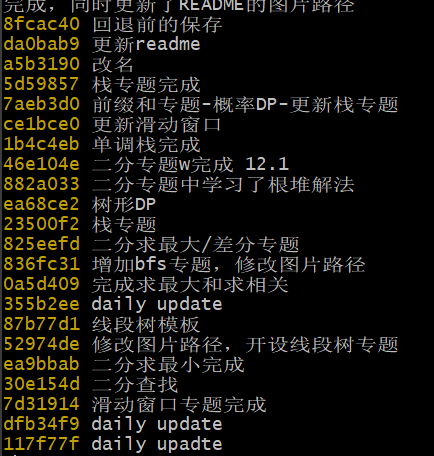 完成，同时更新了README的图片路径
8fcac40 回退前的保存
da0bab9 更新readme
a5b3190 改名
5d59857 栈专题完成
7aeb3d0 前缀和专题-概率DP-更新栈专题
ce1bce0 更新滑动窗口
1b4c4eb 单调栈完成
46e104e 二分专题w完成 12.1
882a033 二分专题中学习了根堆解法
ea68ce2 树形DP
23500f2 栈专题
825eefd 二分求最大/差分专题
836fc31 增加bfs专题，修改图片路径
0a5d409 完成求最大和求相关
355b2ee daily update
87b77d1 线段树模板
52974de 修改图片路径，开设线段树专题
ea9bbab 二分求最小完成
30e154d 二分查找
7d31914 滑动窗口专题完成
dfb34f9 daily update
117f77f daily upadte